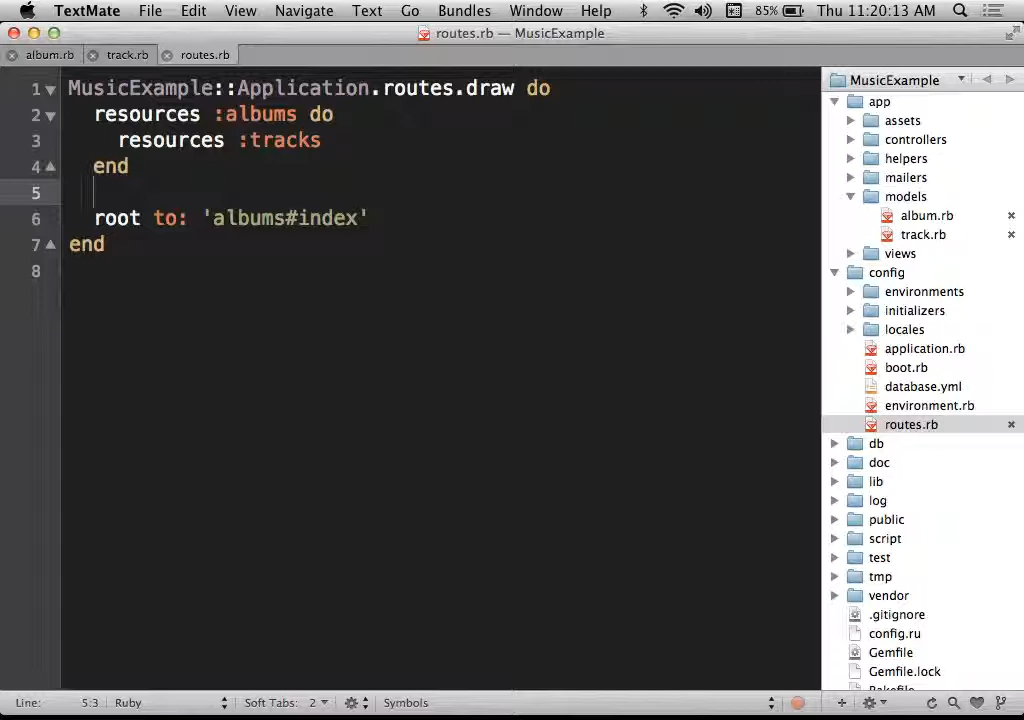 TextMate File Edit View Navigate Text Go Bundles Window Help 85% Thu 11:20:13 AM
routes.rb — MusicExample
album.rb track.rb routes.rb
1 MusicExample::Application.routes.draw do
2 resources :albums do
3 resources :tracks
4 end
5
6 root to: 'albums#index'
7 end
8
MusicExample
app
assets
controllers
helpers
mailers
models
album.rb
track.rb
views
config
environments
initializers
locales
application.rb
boot.rb
database.yml
environment.rb
routes.rb
db
doc
lib
log
public
script
test
tmp
vendor
.gitignore
config.ru
Gemfile
Gemfile.lock
Rakefile
Line: 5:3 Ruby Soft Tabs: 2 Symbols